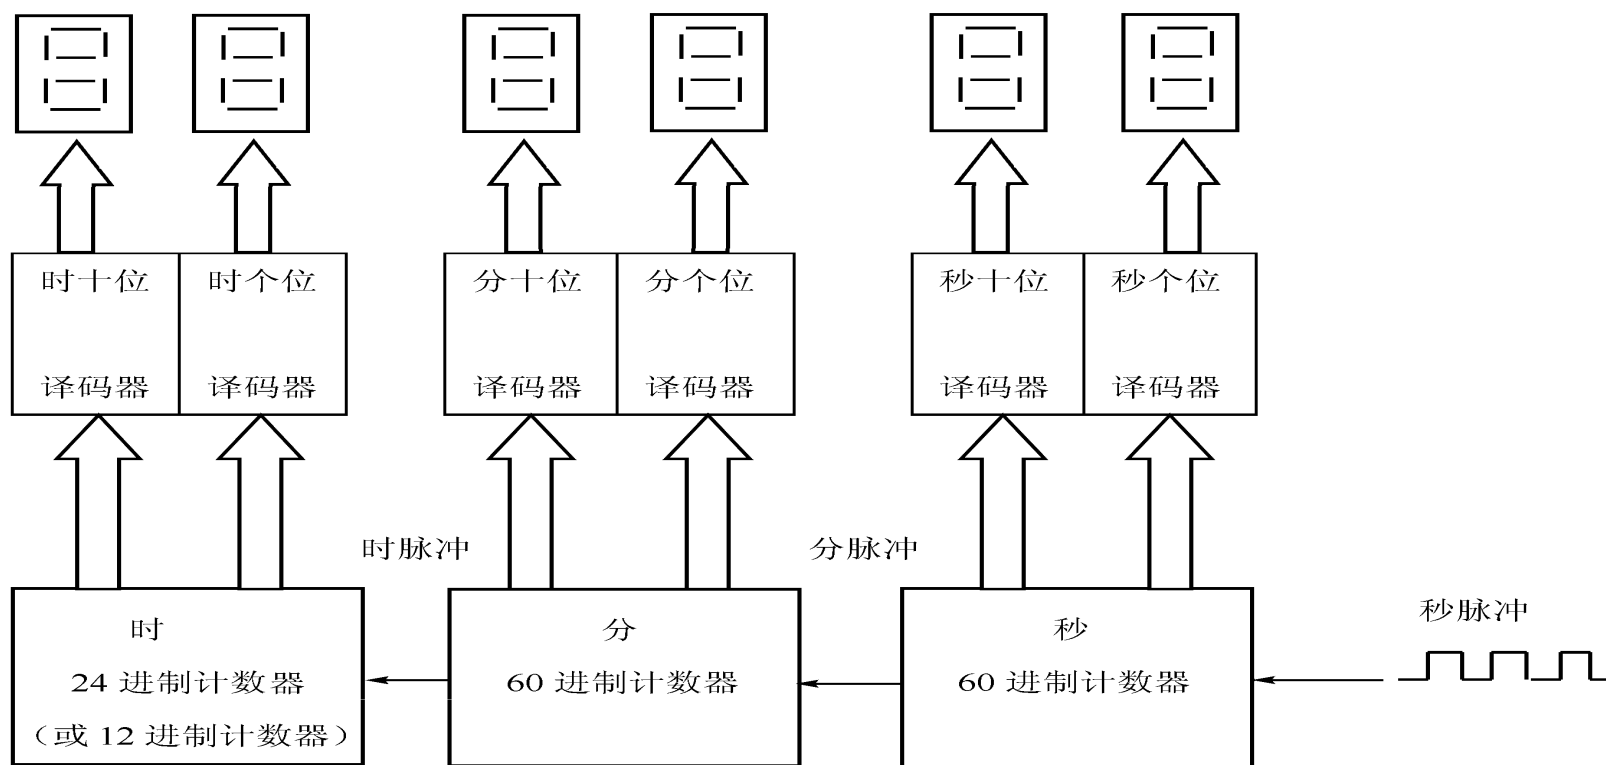 时十位
时个位
分十位
分个位
秒十位
秒个位
译码器
译码器
译码器
译码器
译码器
译码器
时脉冲
分脉冲
秒脉冲
时
24 进制计数器
（或 12 进制计数器）
分
60 进制计数器
秒
60 进制计数器